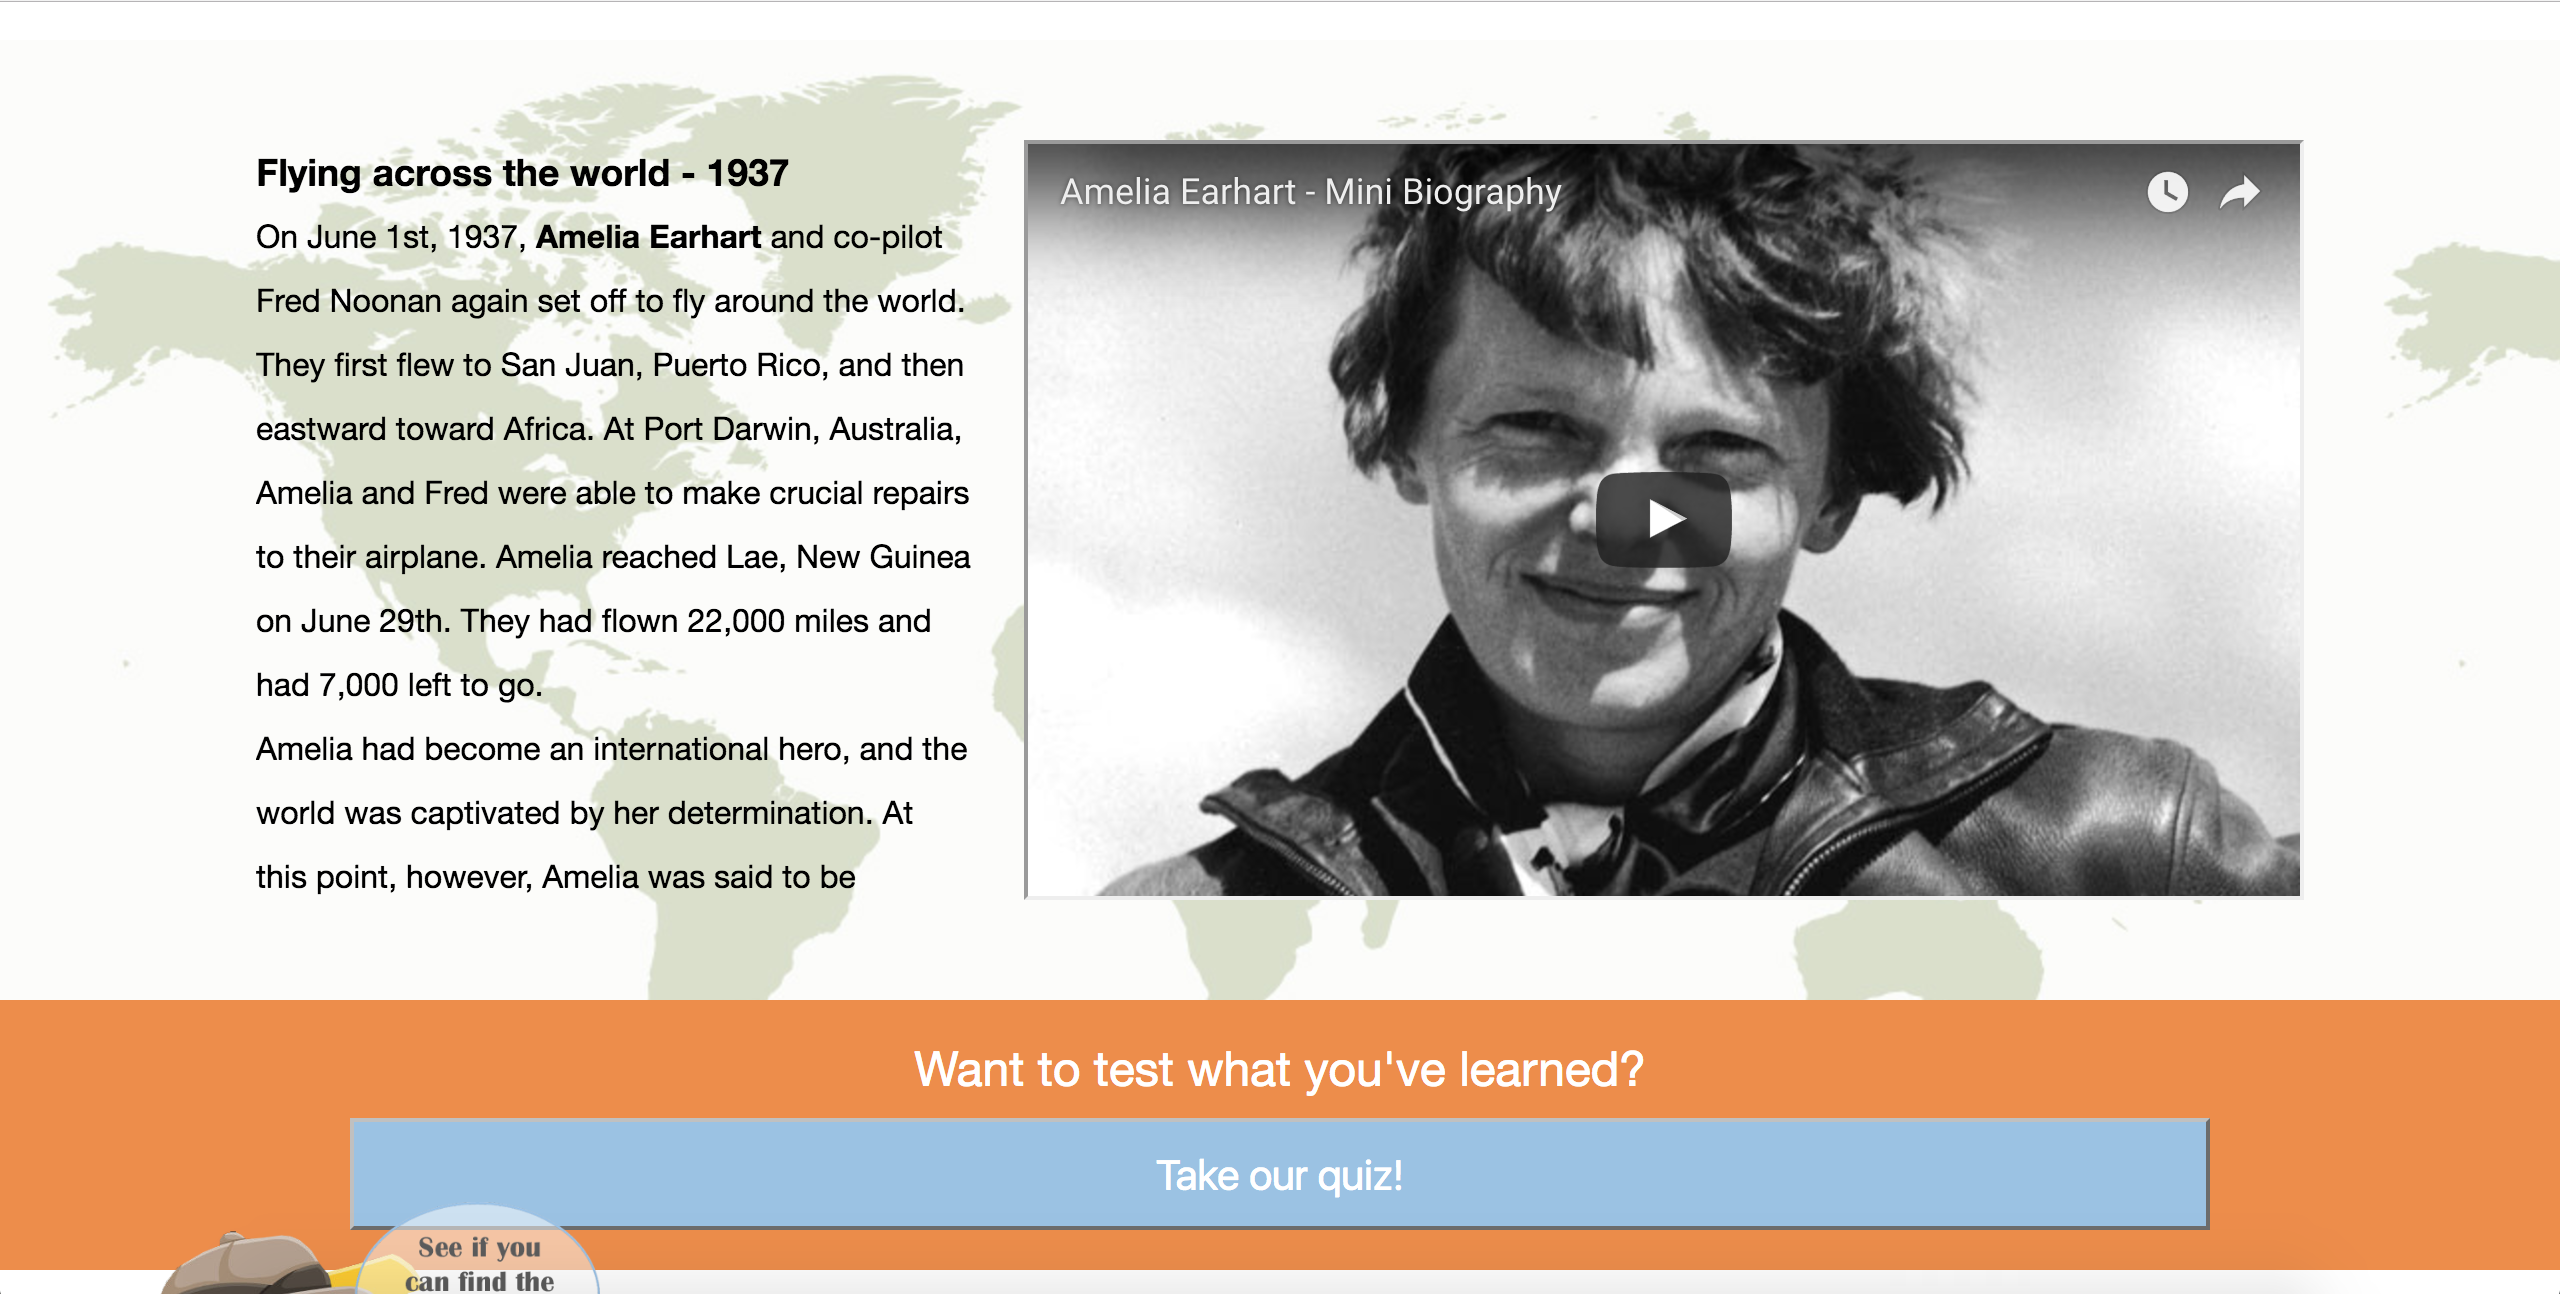 Flying across the world - 1937
On June 1st, 1937, Amelia Earhart and co-pilot
Fred Noonan again set off to fly around the world.
They first flew to San Juan, Puerto Rico, and then
eastward toward Africa. At Port Darwin, Australia,
Amelia and Fred were able to make crucial repairs
to their airplane. Amelia reached Lae, New Guinea
on June 29th. They had flown 22,000 miles and
had 7,000 left to go.
Amelia had become an international hero, and the
world was captivated by her determination. At
this point, however, Amelia was said to be
Amelia Earhart - Mini Biography
Want to test what you've learned?
Take our quiz!
See if you
can find the